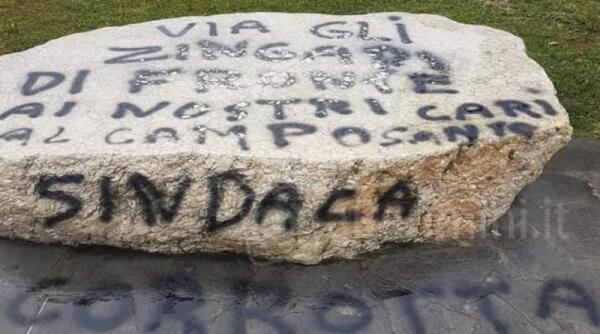 VIA GLI
ZINGARI
DI FRONTE
AI NOSTRI CARI
AL CAMPOSANTO
SINDACA
CORROTTA